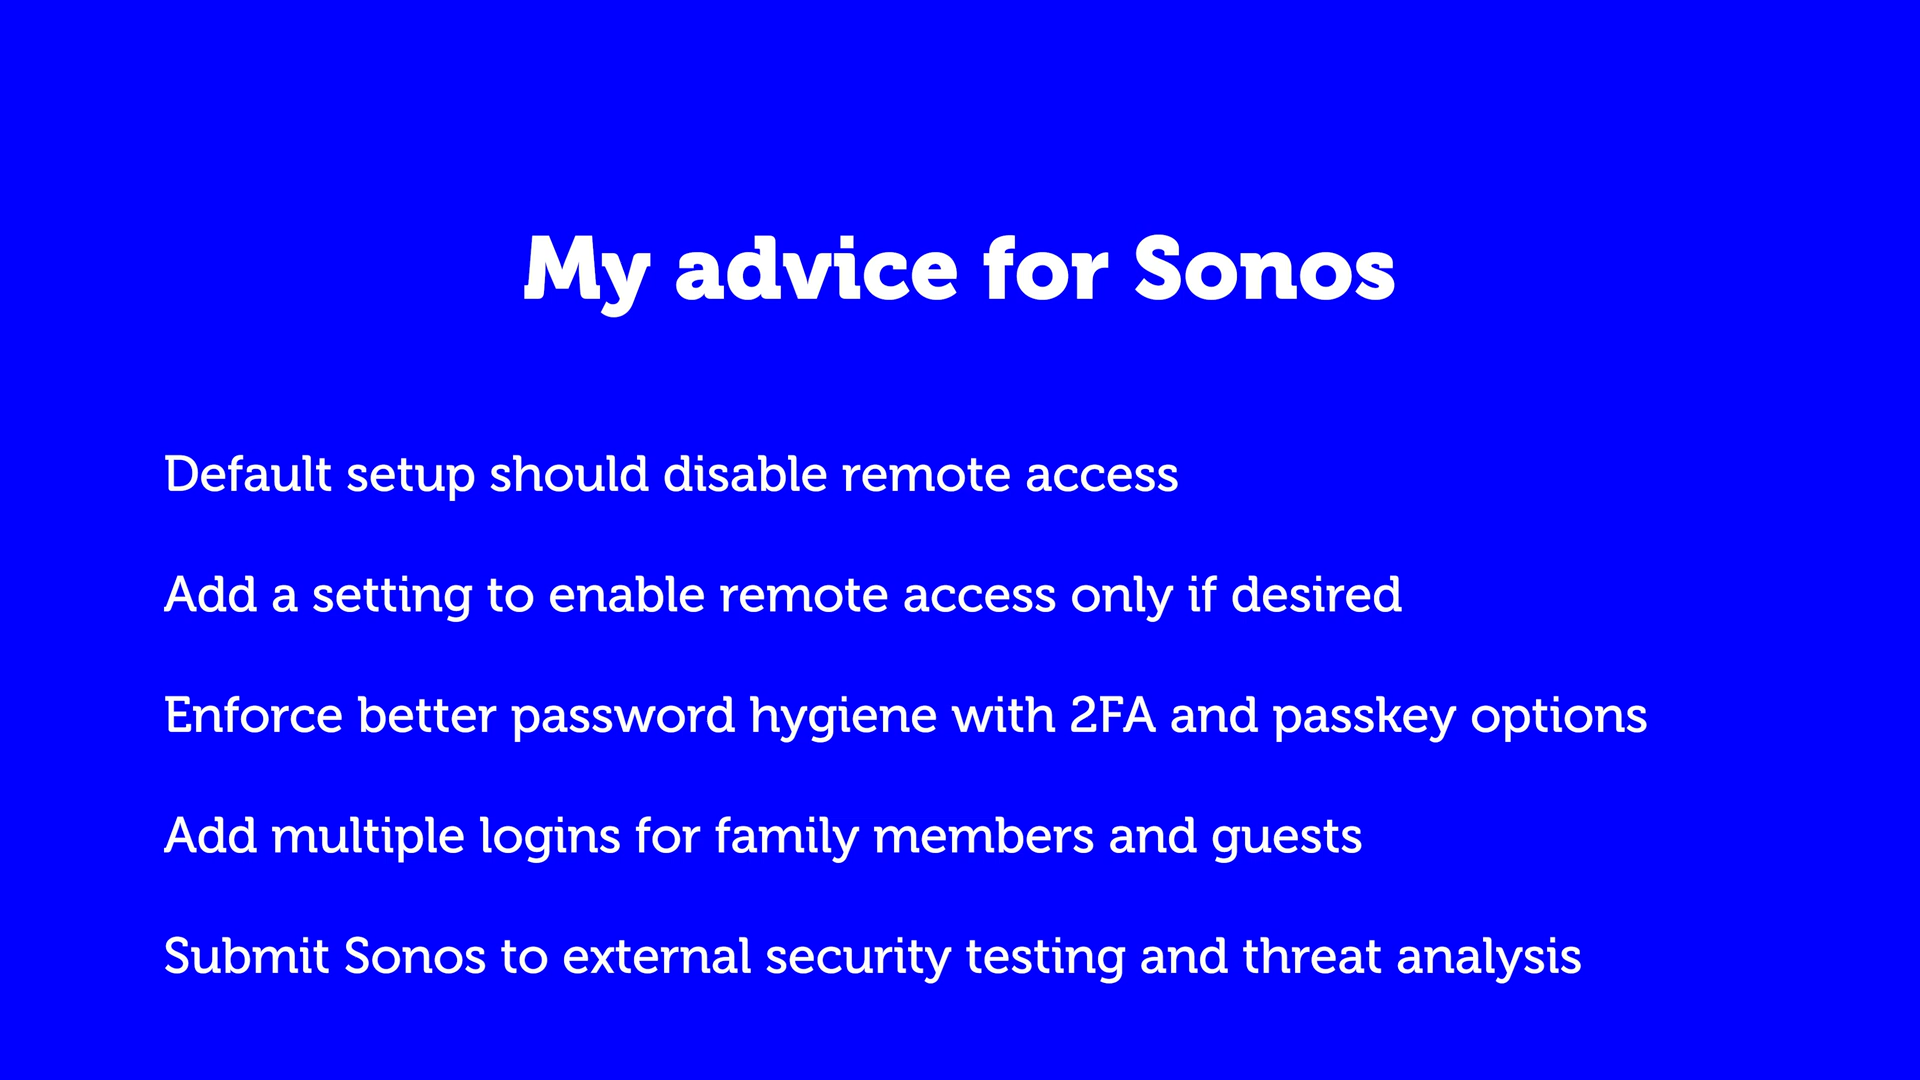 My advice for Sonos
Default setup should disable remote access
Add a setting to enable remote access only if desired
Enforce better password hygiene with 2FA and passkey options
Add multiple logins for family members and guests
Submit Sonos to external security testing and threat analysis